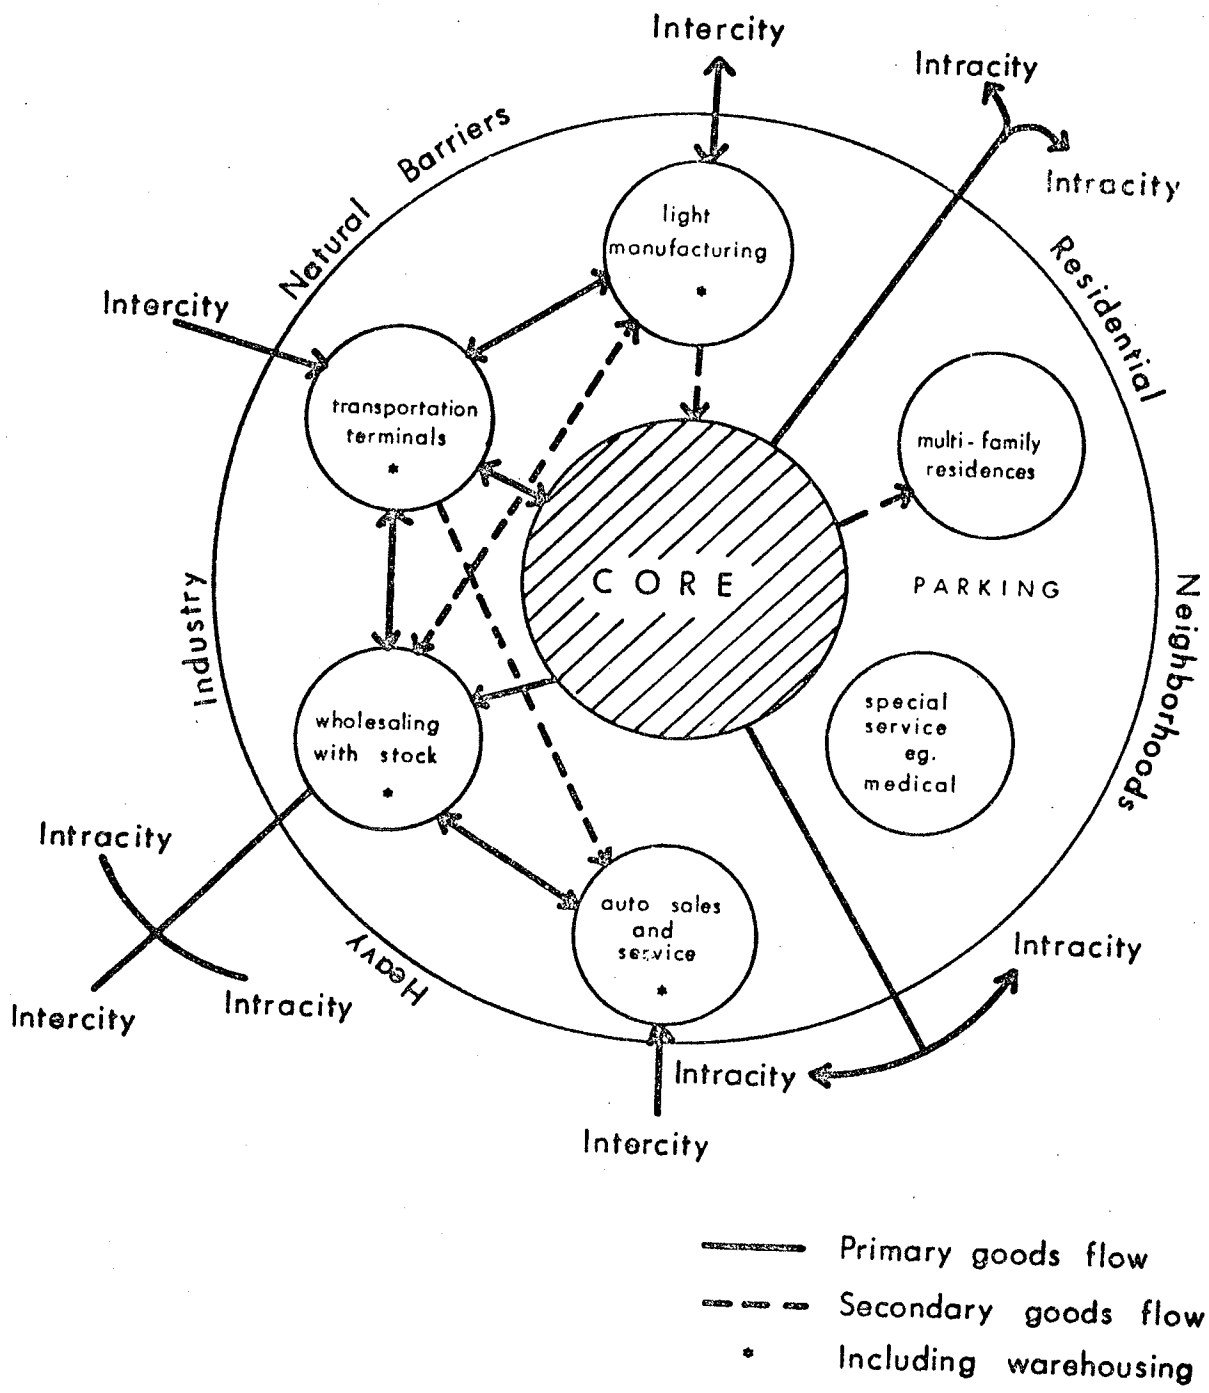 Intercity
Intracity
Intracity
Natural Barriers
Residential
Neighborhoods
Heavy Industry
Intercity
light
manufacturing
*
transportation
terminals
*
multi-family
residences
CORE
PARKING
wholesaling
with stock
*
special
service
eg.
medical
auto sales
and
service
*
Intracity
Intercity
Intracity
Intracity
Intracity
Intercity
Primary goods flow
Secondary goods flow
* Including warehousing